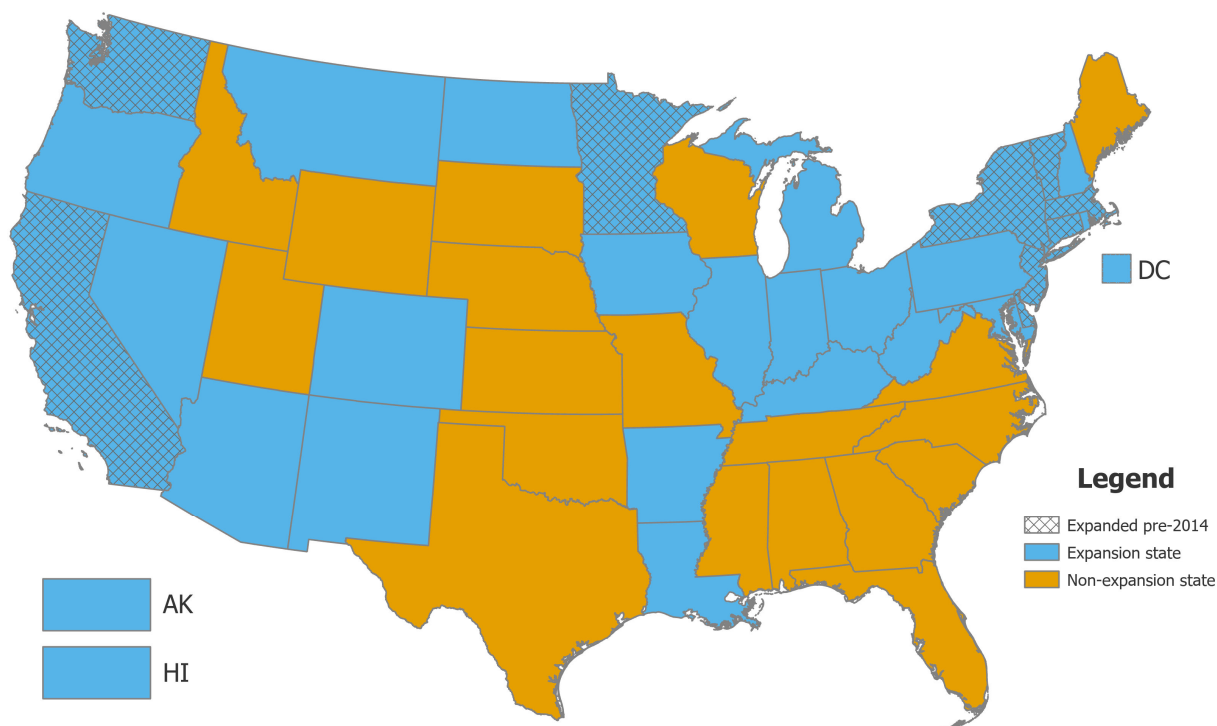 DC
Legend
Expanded pre-2014
Expansion state
Non-expansion state
AK
HI